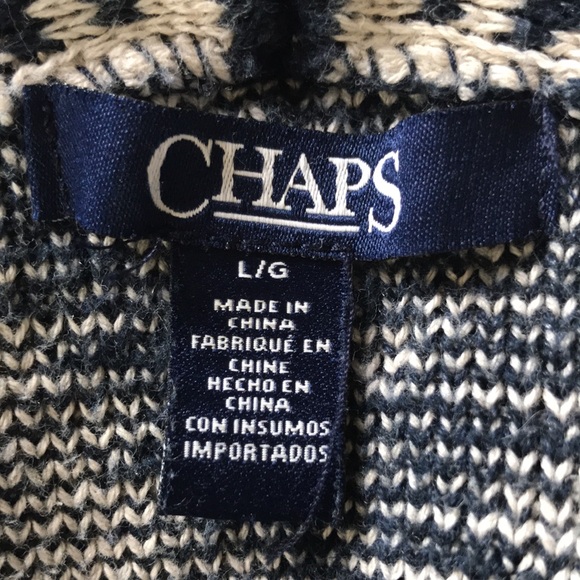 CHAPS
L/G
MADE IN
CHINA
FABRIQUÉ EN
CHINE
HECHO EN
CHINA
CON INSUMOS
IMPORTADOS